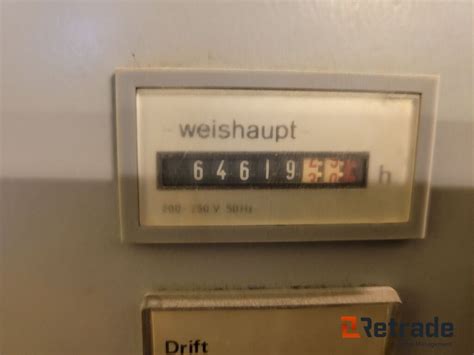 weishaupt
64619
h
200-250 V 50Hz
Drift
Retrade